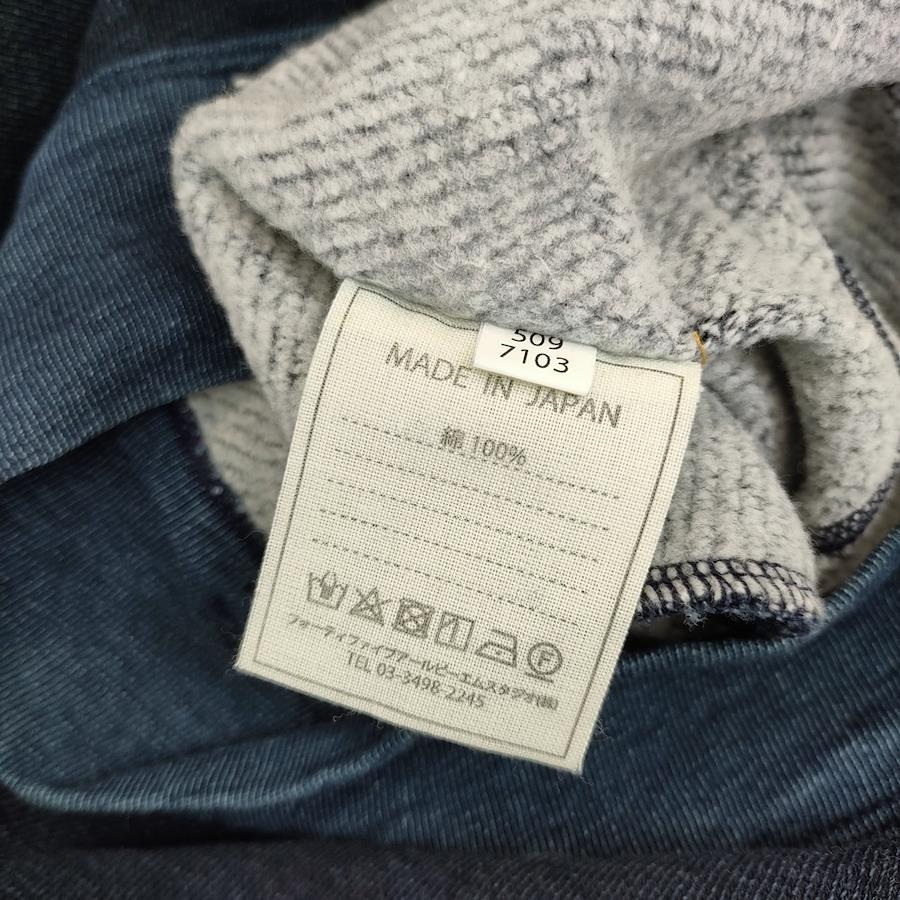 509
7103
MADE IN JAPAN
綿 100%
フォーティファイブアールピーエムスタジオ(株)
TEL 03-3498-2245